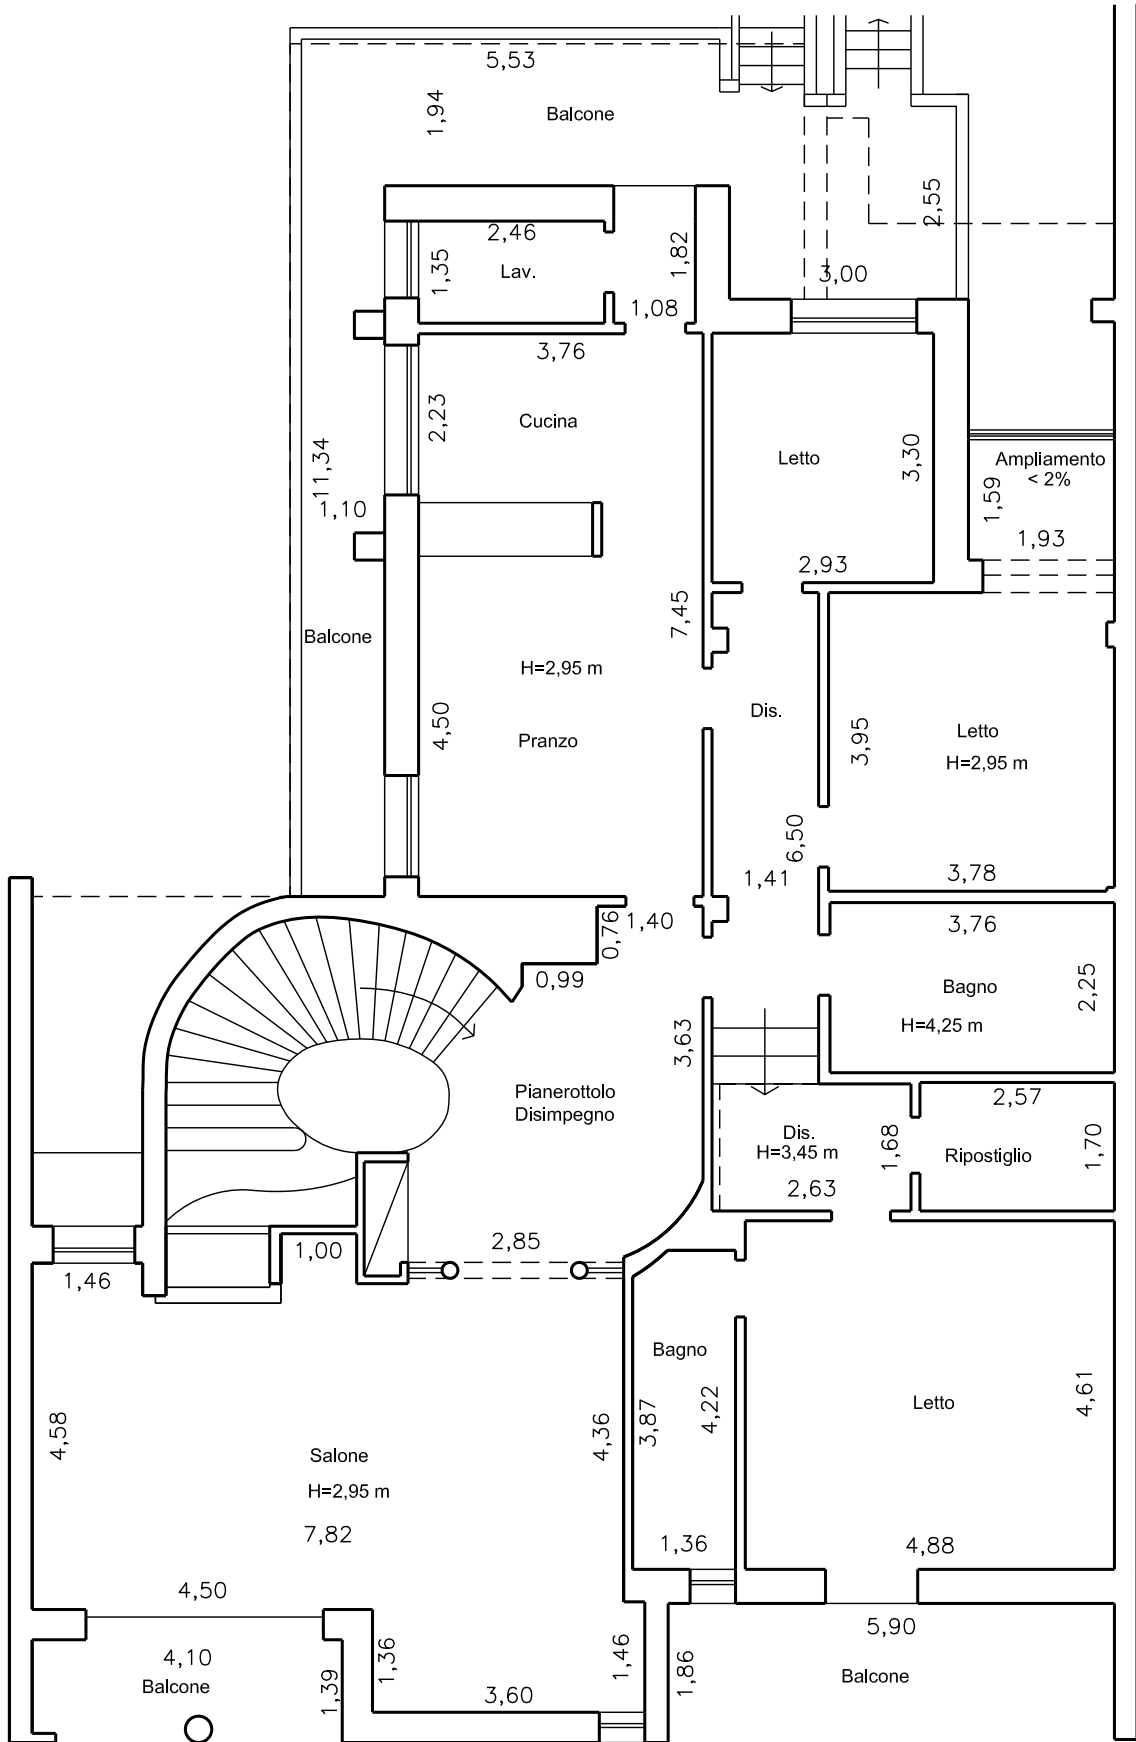 5,53
1,94
Balcone
2,55
2,46
1,82
1,35
Lav.
3,00
1,08
3,76
2,23
Cucina
3,30
Letto
Ampliamento
< 2%
11,34
1,59
1,10
1,93
2,93
7,45
Balcone
H=2,95 m
4,50
Dis.
Pranzo
3,95
Letto
H=2,95 m
6,50
1,41
3,78
0,76
1,40
3,76
0,99
2,25
Bagno
H=4,25 m
3,63
Pianerottolo
Disimpegno
2,57
Dis.
H=3,45 m
1,68
1,70
Ripostiglio
2,63
2,85
1,00
1,46
Bagno
4,58
4,36
3,87
4,22
4,61
Letto
Salone
H=2,95 m
7,82
1,36
4,88
4,50
5,90
4,10
Balcone
1,39
1,36
1,46
1,86
Balcone
3,60